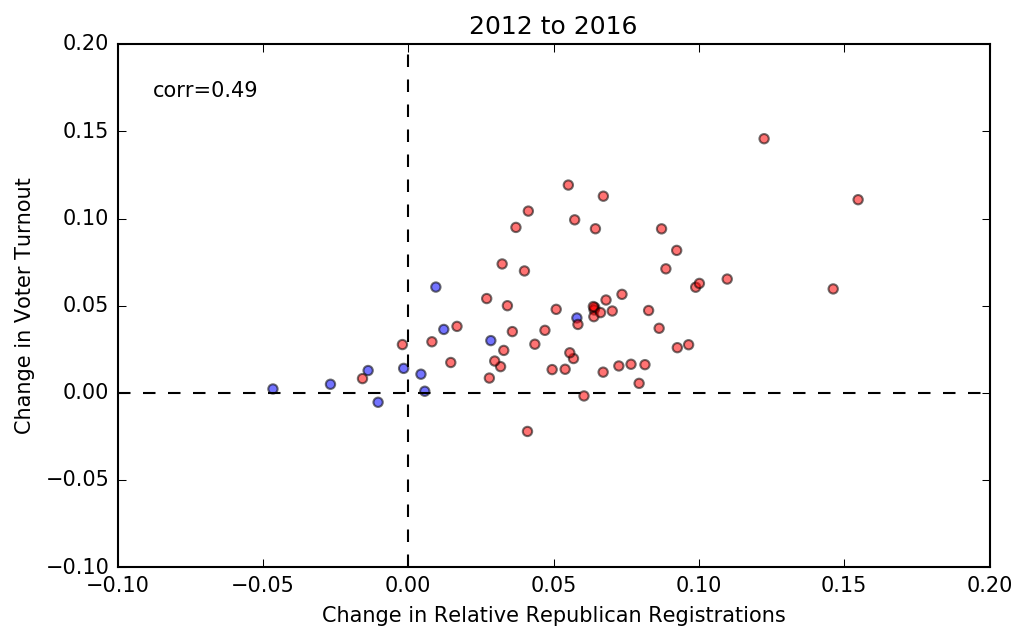 2012 to 2016
corr=0.49
Change in Voter Turnout
0.20
0.15
0.10
0.05
0.00
−0.05
−0.10
−0.10 −0.05 0.00 0.05 0.10 0.15 0.20
Change in Relative Republican Registrations